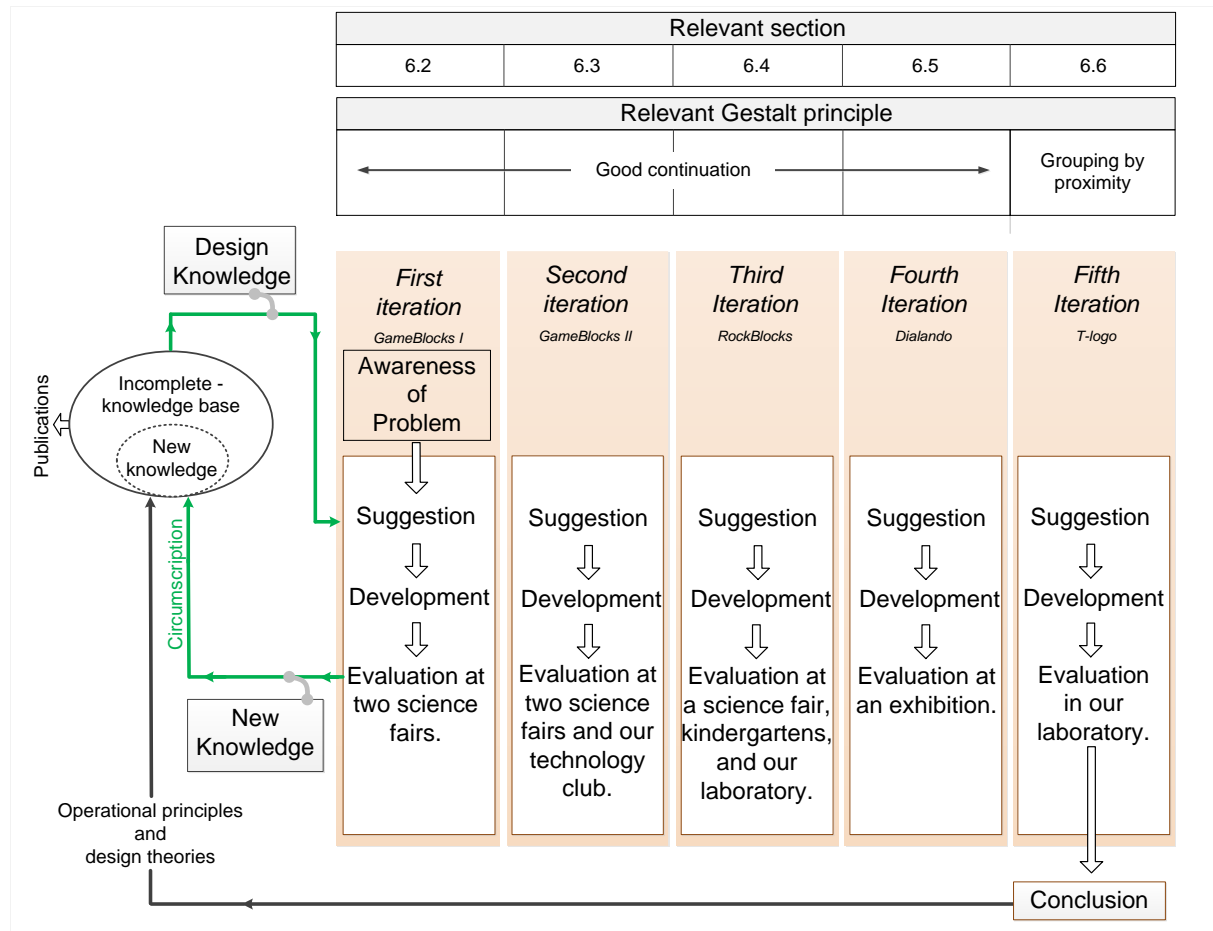 Relevant section
6.2
6.3
6.4
6.5
6.6
Relevant Gestalt principle
Good continuation
Grouping by
proximity
Design
Knowledge
First
iteration
GameBlocks I
Second
iteration
GameBlocks II
Third
Iteration
RockBlocks
Fourth
Iteration
Dialando
Fifth
Iteration
T-logo
Awareness
of
Problem
Publications
Incomplete -
knowledge base
New
knowledge
Circumscription
Suggestion
Development
Evaluation at
two science
fairs.
Suggestion
Development
Evaluation at
two science
fairs and our
technology
club.
Suggestion
Development
Evaluation at
a science fair,
kindergartens,
and our
laboratory.
Suggestion
Development
Evaluation at
an exhibition.
Suggestion
Development
Evaluation
in our
laboratory.
New
Knowledge
Operational principles
and
design theories
Conclusion